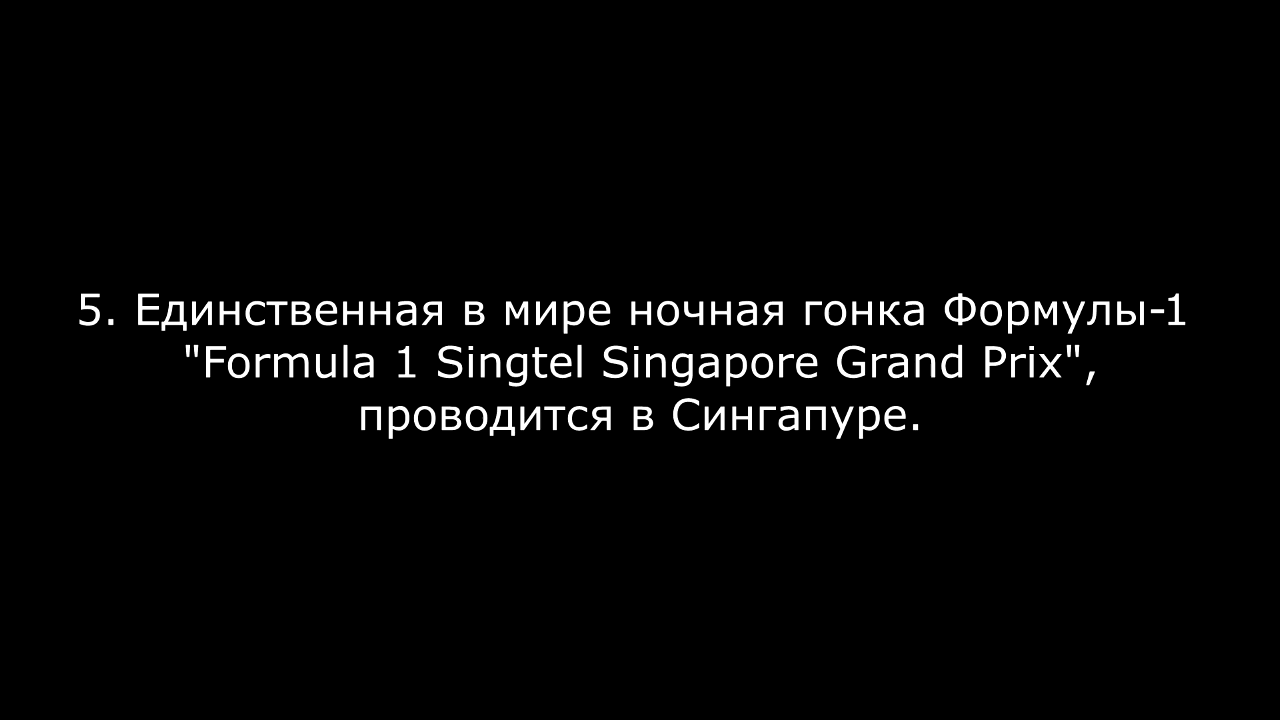 5. Единственная в мире ночная гонка Формулы-1
"Formula 1 Singtel Singapore Grand Prix",
проводится в Сингапуре.